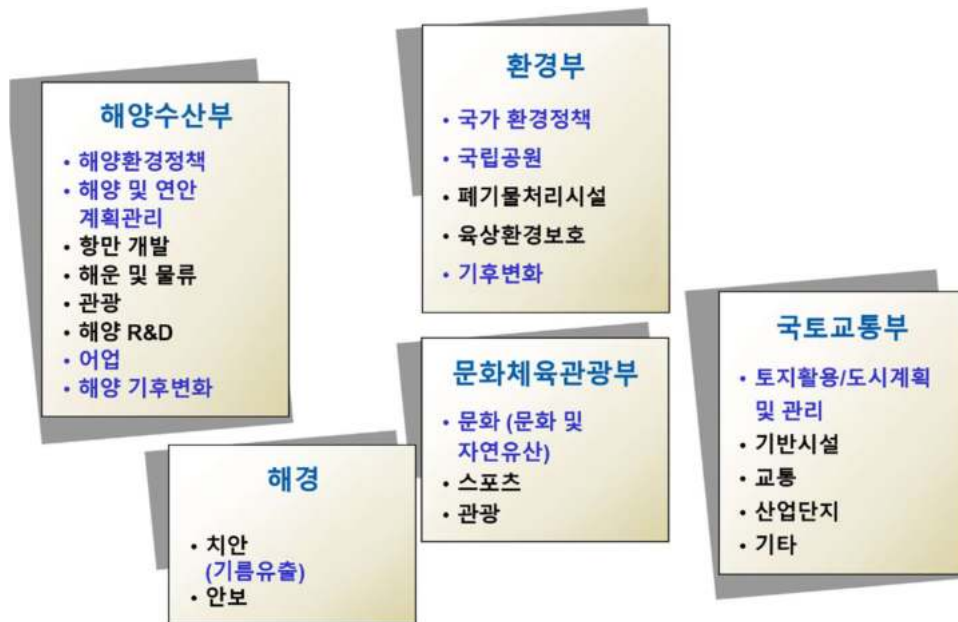 해양수산부
• 해양환경정책
• 해양 및 연안
계획관리
• 항만 개발
• 해운 및 물류
• 관광
• 해양 R&D
• 어업
• 해양 기후변화
환경부
• 국가 환경정책
• 국립공원
• 폐기물처리시설
• 육상환경보호
• 기후변화
문화체육관광부
• 문화 (문화 및
자연유산)
• 스포츠
• 관광
국토교통부
• 토지활용/도시계획
및 관리
• 기반시설
• 교통
• 산업단지
• 기타
해경
• 치안
(기름유출)
• 안보